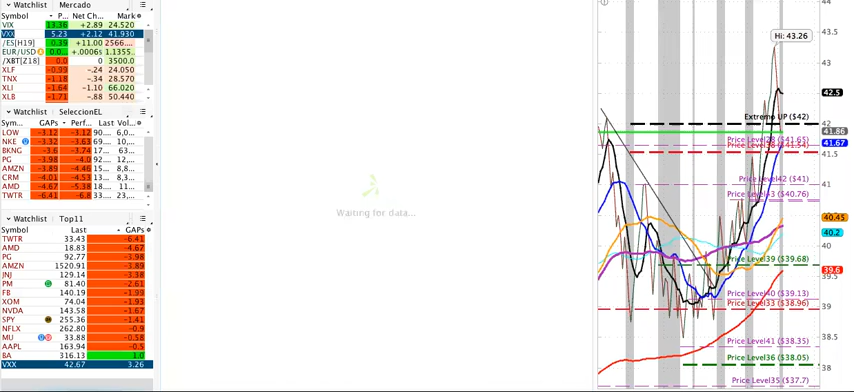 Watchlist Mercado
Symbol P... Net Ch... Mark
VIX 13.36 +2.89 24.520
VXX 5.23 +2.12 41.930
/ES[H19] 0.39 +11.00 2566....
EUR/USD 0.0... +.0006s 1.1355..
/XBT[Z18] 0.0 0 3500.0
XLF -0.99 -.24 24.050
TNX -1.18 -.34 28.570
XLI -1.64 -1.10 66.020
XLB -1.71 -.88 50.440
Watchlist SeleccionEL
Sym... GAPs Perf... Last Vol...
LOW -3.12 -3.12 90.... 6,0...
NKE -3.32 -3.63 69.... 10,...
BKNG -3.6 -3.74 17... 63...
PG -3.98 -4.0 92.... 12,...
AMZN -3.89 -4.46 15... 8,8...
CRM -4.01 -4.53 13... 8,3...
AMD -4.67 -5.38 18... 11...
TWTR -6.41 -6.8 33... 23,...
Watchlist Top11
Symbol Last GAPS
TWTR 33.43 -6.41
AMD 18.83 -4.67
PG 92.77 -3.98
AMZN 1520.91 -3.89
JNJ 129.14 -3.38
PM 81.40 -2.61
FB 140.19 -1.99
XOM 74.04 -1.93
NVDA 143.58 -1.67
SPY 255.36 -1.41
NFLX 262.80 -0.9
MU 33.88 -0.58
AAPL 163.94 -0.5
BA 316.13 1.0
VXX 42.67 3.26
Waiting for data...
44
Hi: 43.26
43
42.5
Extremo UP ($42)
42
41.86
Price Level28 ($41.65)
41.67
41.5
Price Level42 ($41)
41
Price Level43 ($40.76)
40.45
40.2
40
Price Level39 ($39.68)
39.6
Price Level40 ($39.13)
Price Level33 ($38.96)
39
38.5
Price Level41 ($38.35)
Price Level36 ($38.05)
38
Price Level35 ($37.7)